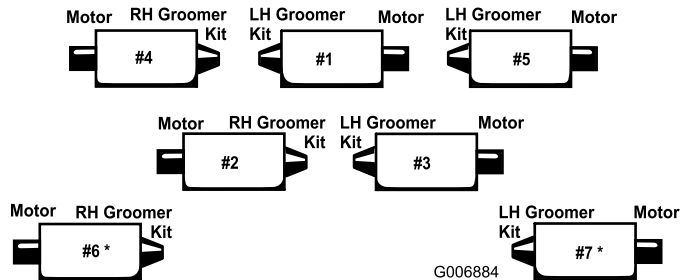 Motor RH Groomer Kit LH Groomer Kit Motor LH Groomer Kit Motor
#4 #1 #5
Motor RH Groomer Kit LH Groomer Kit Motor
#2 #3
Motor RH Groomer Kit LH Groomer Kit Motor
#6 * #7 *
G006884